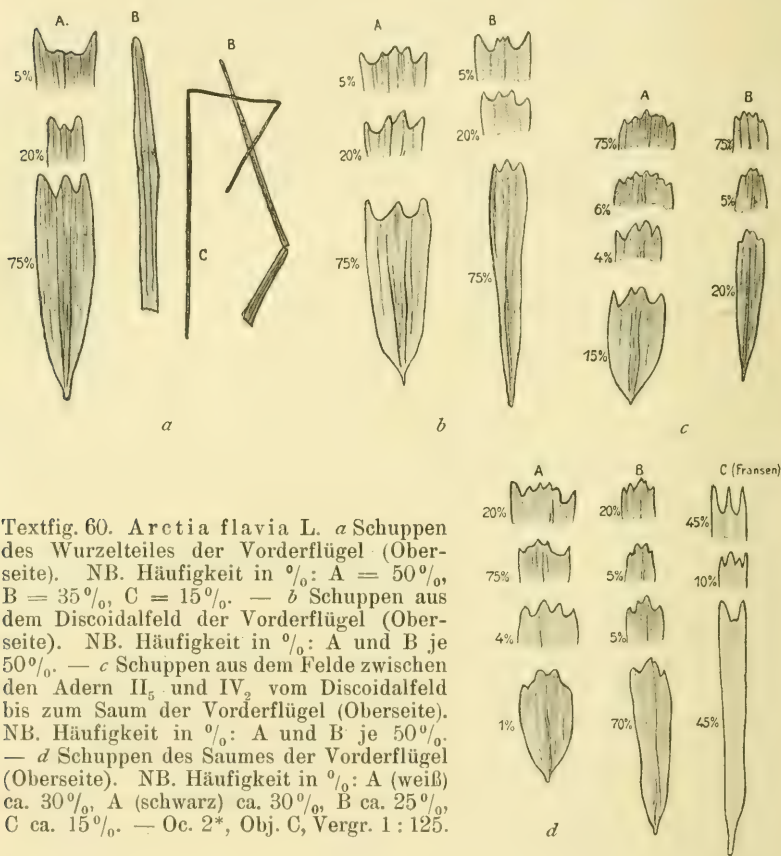 A. B B C
5%
20%
75%
a
A B
5% 5%
20% 20%
75% 75%
b
A B
75% 75%
6% 5%
4% 20%
15%
c
A B C (Fransen)
20% 20% 45%
75% 5% 10%
4% 5%
1% 70% 45%
d
Textfig. 60. Arctia flavia L. a Schuppen
des Wurzelteiles der Vorderflügel (Ober-
seite). NB. Häufigkeit in %: A = 50%,
B = 35%, C = 15%. — b Schuppen aus
dem Discoidalfeld der Vorderflügel (Ober-
seite). NB. Häufigkeit in %: A und B je
50%. — c Schuppen aus dem Felde zwischen
den Adern II₅ und IV₂ vom Discoidalfeld
bis zum Saum der Vorderflügel (Oberseite).
NB. Häufigkeit in %: A und B je 50%.
— d Schuppen des Saumes der Vorderflügel
(Oberseite). NB. Häufigkeit in %: A (weiß)
ca. 30%, A (schwarz) ca. 30%, B ca. 25%,
C ca. 15%. — Oc. 2*, Obj. C, Vergr. 1 : 125.